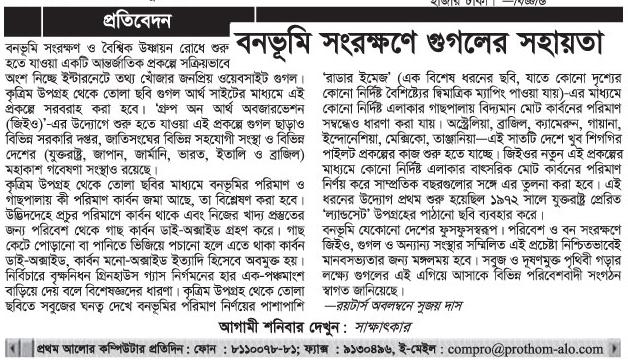 হাজার টাকা। —বিজ্ঞপ্তি
প্রতিবেদন
বনভূমি সংরক্ষণে গুগলের সহায়তা
বনভূমি সংরক্ষণ ও বৈশ্বিক উষ্ণায়ন রোধে শুরু
হতে যাওয়া একটি আন্তর্জাতিক প্রকল্পে সক্রিয়ভাবে
অংশ নিচ্ছে ইন্টারনেটে তথ্য খোঁজার জনপ্রিয় ওয়েবসাইট গুগল।
কৃত্রিম উপগ্রহ থেকে তোলা ছবি গুগল আর্থ সাইটের মাধ্যমে এই
প্রকল্পে সরবরাহ করা হবে। ‘গ্রুপ অন আর্থ অবজারভেশন
(জিইও)’-এর উদ্যোগে শুরু হতে যাওয়া এই প্রকল্পে গুগল ছাড়াও
বিভিন্ন সরকারি দপ্তর, জাতিসংঘের বিভিন্ন সহযোগী সংস্থা ও বিভিন্ন
দেশের (যুক্তরাষ্ট্র, জাপান, জার্মানি, ভারত, ইতালি ও ব্রাজিল)
মহাকাশ গবেষণা সংস্থাও রয়েছে।
কৃত্রিম উপগ্রহ থেকে তোলা ছবির মাধ্যমে বনভূমির পরিমাণ ও
গাছপালায় কী পরিমাণ কার্বন জমা আছে, তা বিশ্লেষণ করা হবে।
উদ্ভিদদেহে প্রচুর পরিমাণে কার্বন থাকে এবং নিজের খাদ্য প্রস্তুতের
জন্য পরিবেশ থেকে গাছ কার্বন ডাই-অক্সাইড গ্রহণ করে। গাছ
কেটে পোড়ানো বা পানিতে ভিজিয়ে পচানো হলে এতে থাকা কার্বন
ডাই-অক্সাইড, কার্বন মনো-অক্সাইড ইত্যাদি হিসেবে অবমুক্ত হয়।
নির্বিচারে বৃক্ষনিধন গ্রিনহাউস গ্যাস নির্গমনের হার এক-পঞ্চমাংশ
বাড়িয়ে দেয় বলে বিশেষজ্ঞদের ধারণা। কৃত্রিম উপগ্রহ থেকে তোলা
ছবিতে সবুজের ঘনত্ব দেখে বনভূমির পরিমাণ নির্ণয়ের পাশাপাশি
‘রাডার ইমেজ’ (এক বিশেষ ধরনের ছবি, যাতে কোনো দৃশ্যের
কোনো নির্দিষ্ট বৈশিষ্ট্যের দ্বিমাত্রিক ম্যাপিং পাওয়া যায়)-এর মাধ্যমে
কোনো নির্দিষ্ট এলাকার গাছপালায় বিদ্যমান মোট কার্বনের পরিমাণ
সম্বন্ধেও ধারণা করা যায়। অস্ট্রেলিয়া, ব্রাজিল, ক্যামেরুন, গায়ানা,
ইন্দোনেশিয়া, মেক্সিকো, তাঞ্জানিয়া—এই সাতটি দেশে খুব শিগগির
পাইলট প্রকল্পের কাজ শুরু হতে যাচ্ছে। জিইওর নতুন এই প্রকল্পের
মাধ্যমে কোনো নির্দিষ্ট এলাকার বাৎসরিক মোট কার্বনের পরিমাণ
নির্ণয় করে সাম্প্রতিক বছরগুলোর সঙ্গে এর তুলনা করা হবে। এই
ধরনের উদ্যোগ প্রথম শুরু হয়েছিল ১৯৭২ সালে যুক্তরাষ্ট্র প্রেরিত
‘ল্যান্ডসেট’ উপগ্রহের পাঠানো ছবি ব্যবহার করে।
বনভূমি যেকোনো দেশের ফুসফুসস্বরূপ। পরিবেশ ও বন সংরক্ষণে
জিইও, গুগল ও অন্যান্য সংস্থার সম্মিলিত এই প্রচেষ্টা নিশ্চিতভাবেই
মানবসভ্যতার জন্য মঙ্গলময় হবে। সবুজ ও দূষণমুক্ত পৃথিবী গড়ার
লক্ষ্যে গুগলের এই এগিয়ে আসাকে বিভিন্ন পরিবেশবাদী সংগঠন
স্বাগত জানিয়েছে।
—রয়টার্স অবলম্বনে সুজয় দাস
আগামী শনিবার দেখুন: সাক্ষাৎকার
প্রথম আলোর কম্পিউটার প্রতিদিন: ফোন : ৮১১০০৭৮-৮১; ফ্যাক্স : ৯১৩০৪৯৬, ই-মেইল : compro@prothom-alo.com